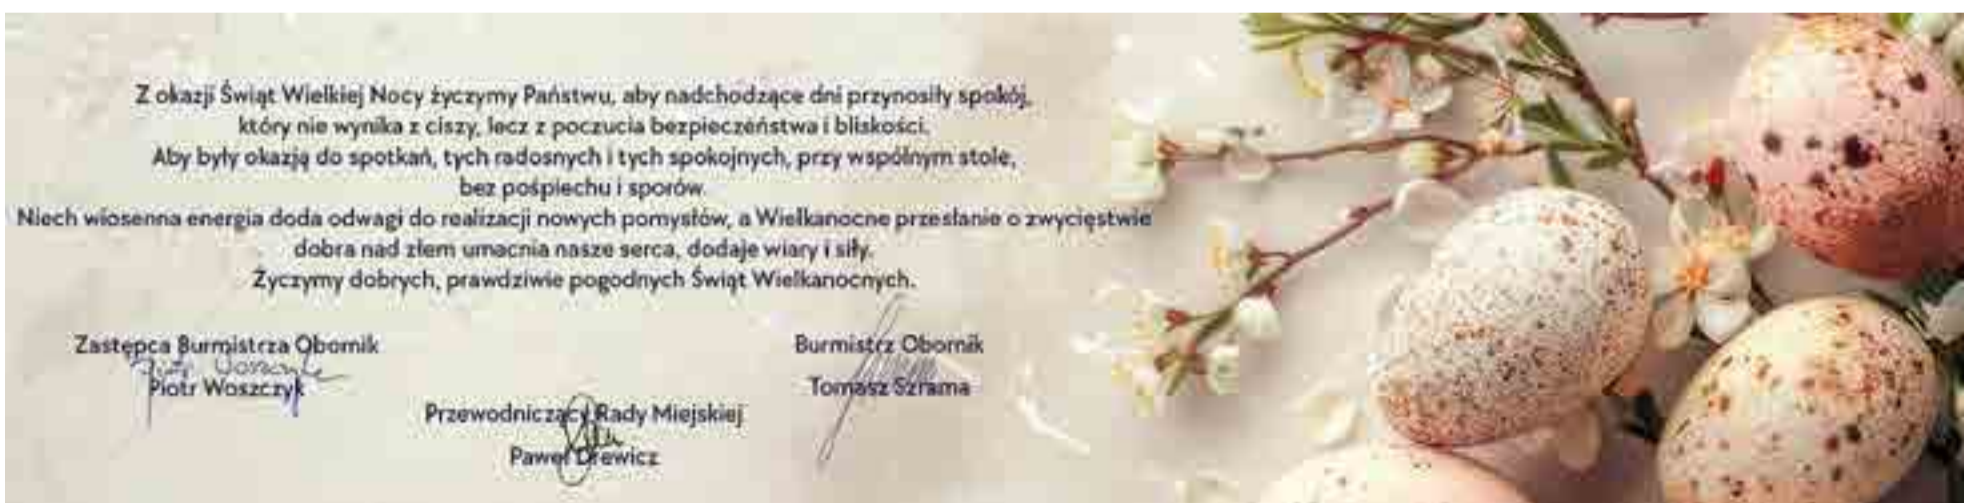 Z okazji Świąt Wielkiej Nocy życzymy Państwu, aby nadchodzące dni przynosiły spokój,
który nie wynika z ciszy, lecz z poczucia bezpieczeństwa i bliskości.
Aby były okazją do spotkań, tych radosnych i tych spokojnych, przy wspólnym stole,
bez pośpiechu i sporów.
Niech wiosenna energia doda odwagi do realizacji nowych pomysłów, a Wielkanocne przesłanie o zwycięstwie
dobra nad złem umacnia nasze serca, dodaje wiary i siły.
Życzymy dobrych, prawdziwie pogodnych Świąt Wielkanocnych.
Zastępca Burmistrza Obornik
Piotr Woszczyk
Piotr Woszczyk
Burmistrz Obornik
Tomasz Szrama
Przewodniczący Rady Miejskiej
Paweł Drewicz